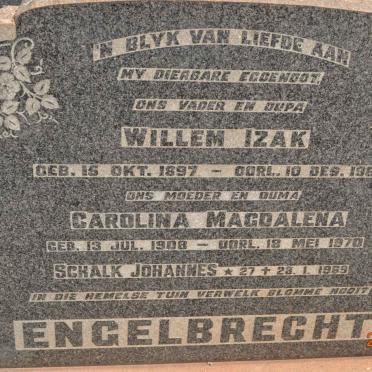 'N BLYK VAN LIEFDE AAN
MY DIERBARE EGGENOOT,
ONS VADER EN OUPA
WILLEM IZAK
GEB. 15 OKT. 1897 - OORL. 10 DES.
ONS MOEDER EN OUMA
CAROLINA MAGDALENA
GEB. 13 JUL. 1908 - OORL. 18 MEI 1970
SCHALK JOHANNES ★ 27 + 28.1.1969
IN DIE HEMELSE TUIN VERWELK BLOMME NOOIT
ENGELBRECHT